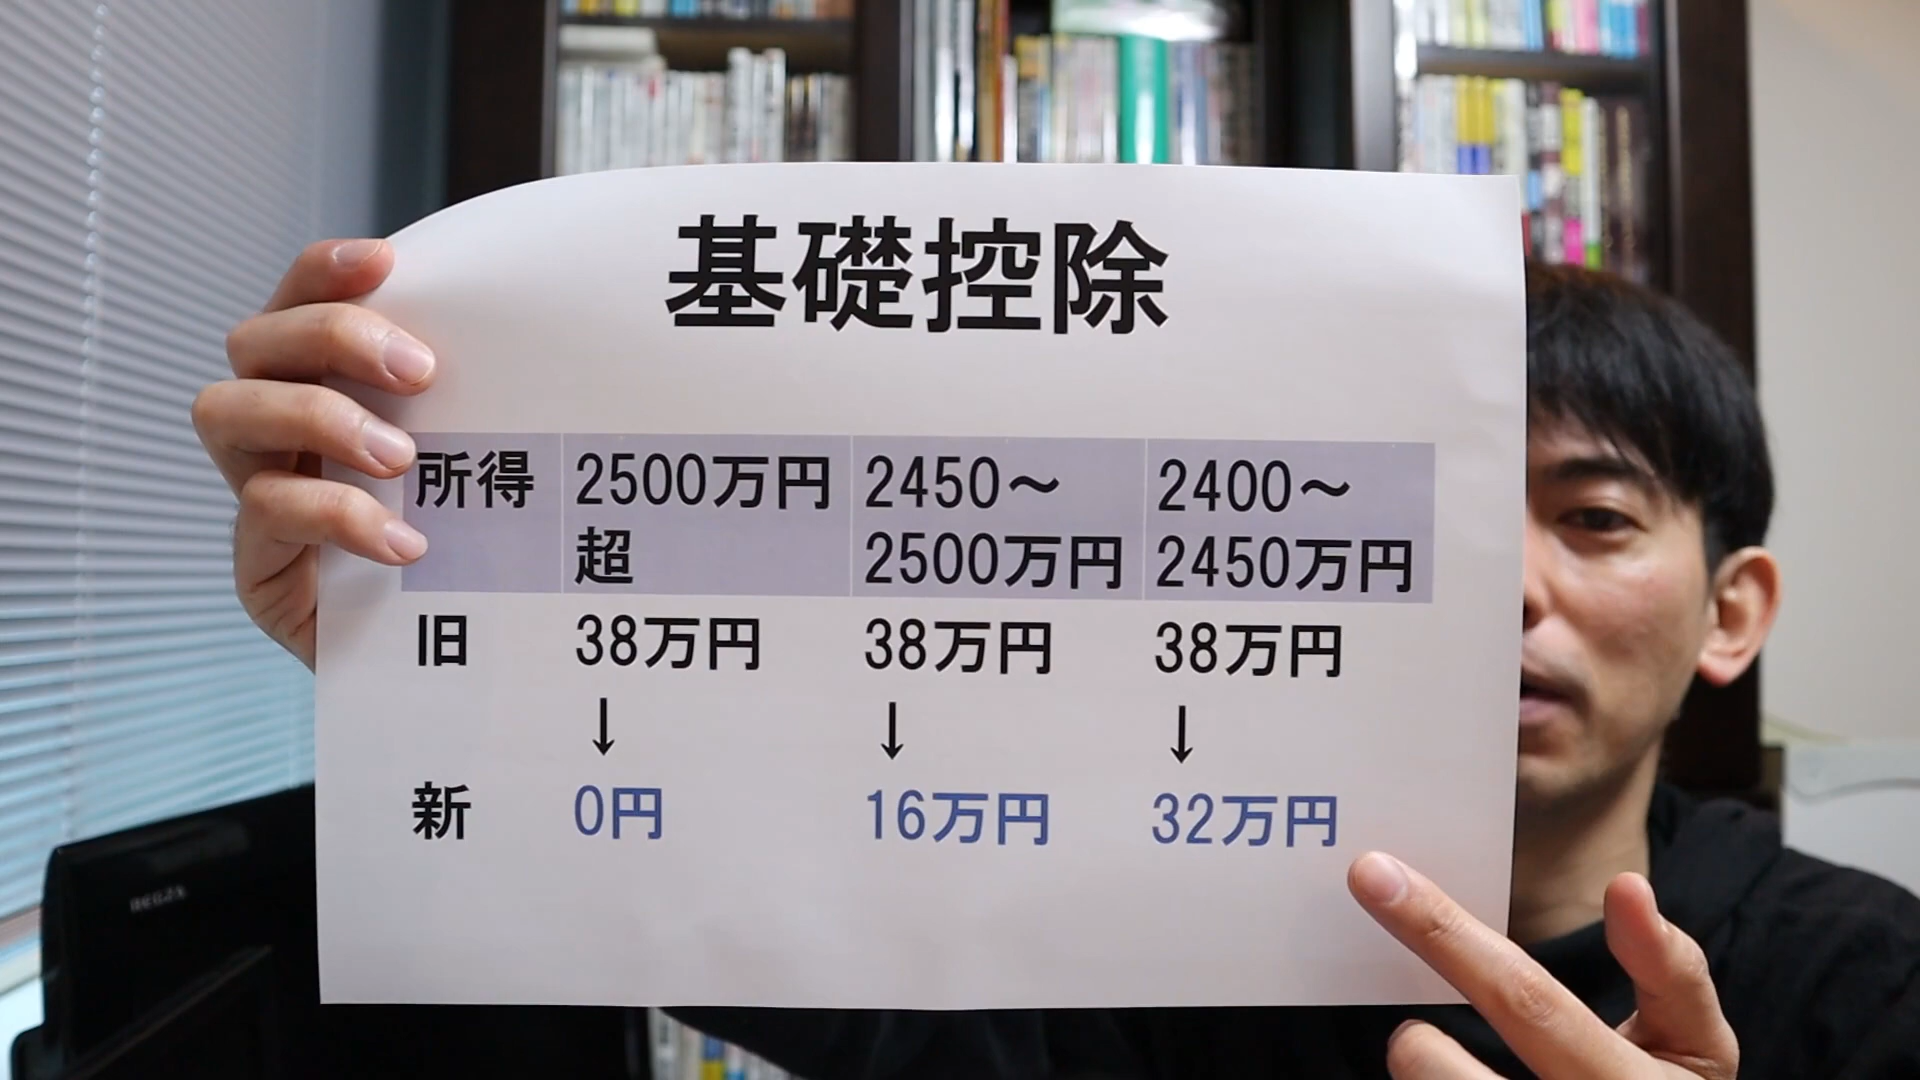 基礎控除
所得 2500万円超 2450～2500万円 2400～2450万円
旧 38万円 38万円 38万円
↓ ↓ ↓
新 0円 16万円 32万円
REGZA